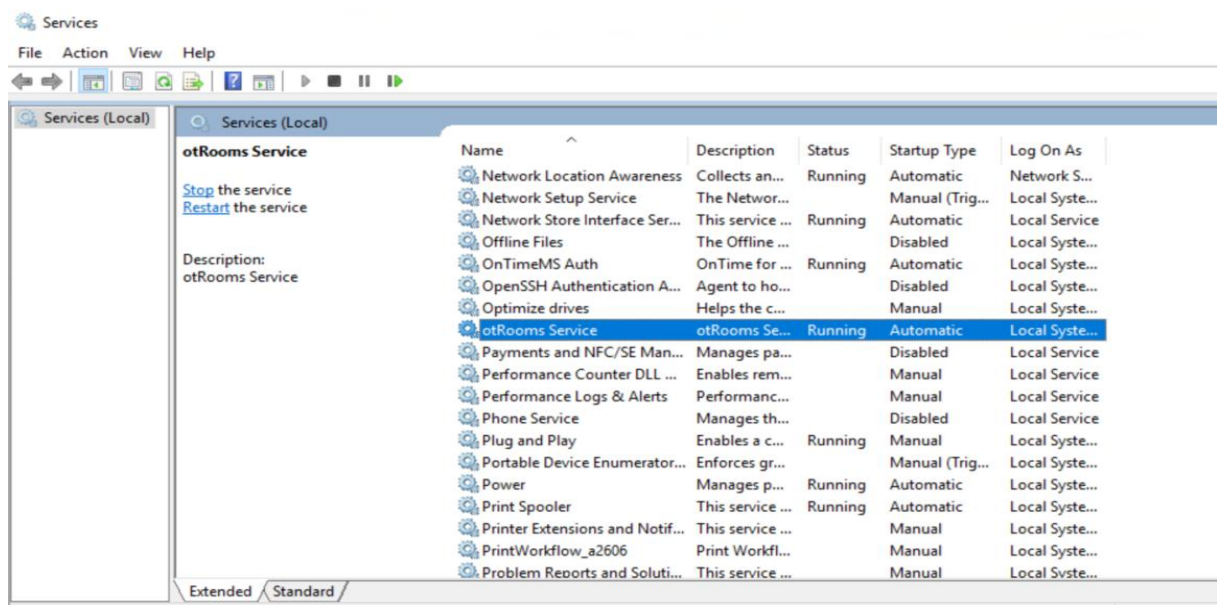 Services
File Action View Help
Services (Local)
Services (Local)
otRooms Service
Stop the service
Restart the service
Description:
otRooms Service
Name Description Status Startup Type Log On As
Network Location Awareness Collects an... Running Automatic Network S...
Network Setup Service The Networ... Manual (Trig... Local Syste...
Network Store Interface Ser... This service ... Running Automatic Local Service
Offline Files The Offline ... Disabled Local Syste...
OnTimeMS Auth OnTime for ... Running Automatic Local Syste...
OpenSSH Authentication A... Agent to ho... Disabled Local Syste...
Optimize drives Helps the c... Manual Local Syste...
otRooms Service otRooms Se... Running Automatic Local Syste...
Payments and NFC/SE Man... Manages pa... Disabled Local Service
Performance Counter DLL ... Enables rem... Manual Local Service
Performance Logs & Alerts Performanc... Manual Local Service
Phone Service Manages th... Disabled Local Service
Plug and Play Enables a c... Running Manual Local Syste...
Portable Device Enumerator... Enforces gr... Manual (Trig... Local Syste...
Power Manages p... Running Automatic Local Syste...
Print Spooler This service ... Running Automatic Local Syste...
Printer Extensions and Notif... This service ... Manual Local Syste...
PrintWorkflow_a2606 Print Workfl... Manual Local Syste...
Problem Reports and Soluti... This service ... Manual Local Syste...
Extended Standard